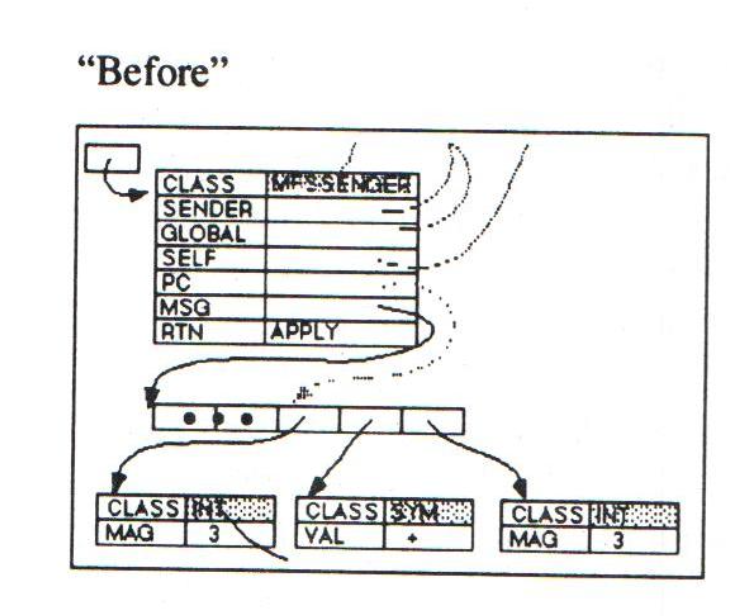 “Before”
CLASS MESSENGER
SENDER
GLOBAL
SELF
PC
MSG
RTN APPLY
CLASS INT CLASS SYM CLASS INT
MAG 3 VAL + MAG 3